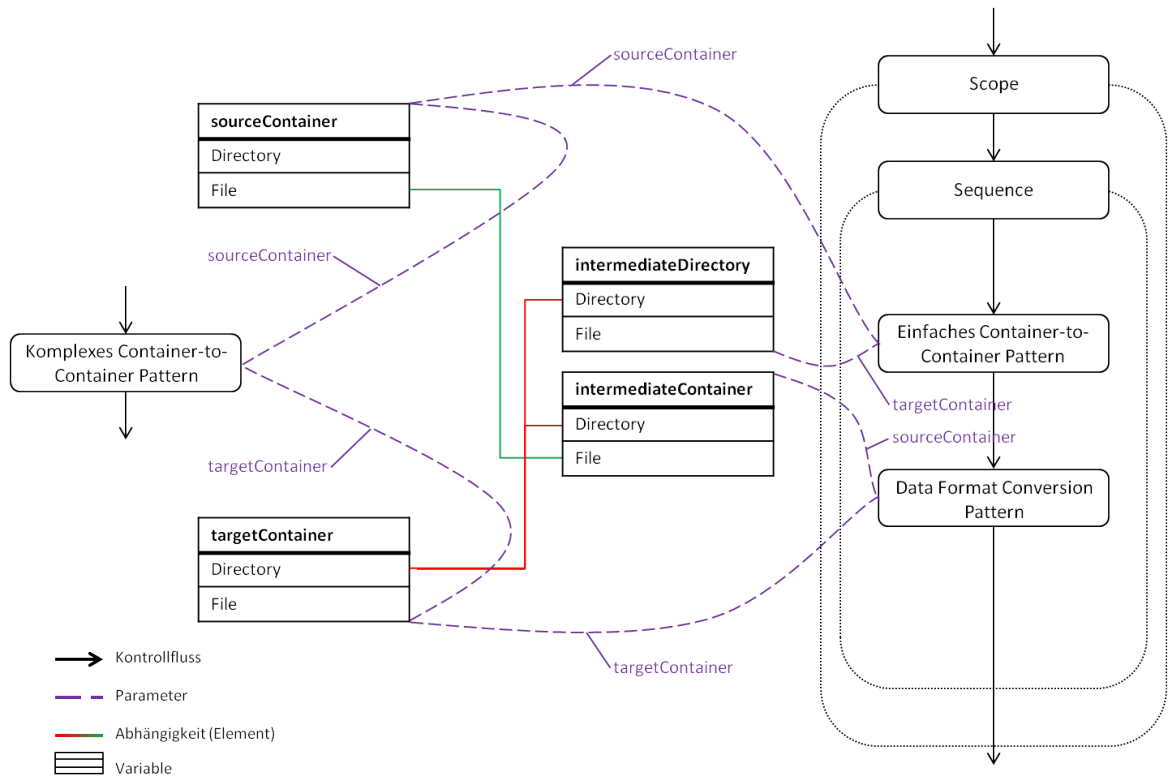 sourceContainer
Scope
sourceContainer
Directory
File
Sequence
sourceContainer
intermediateDirectory
Directory
File
Komplexes Container-to-
Container Pattern
Einfaches Container-to-
Container Pattern
intermediateContainer
Directory
File
targetContainer
sourceContainer
targetContainer
Data Format Conversion
Pattern
targetContainer
Directory
File
targetContainer
Kontrollfluss
Parameter
Abhängigkeit (Element)
Variable